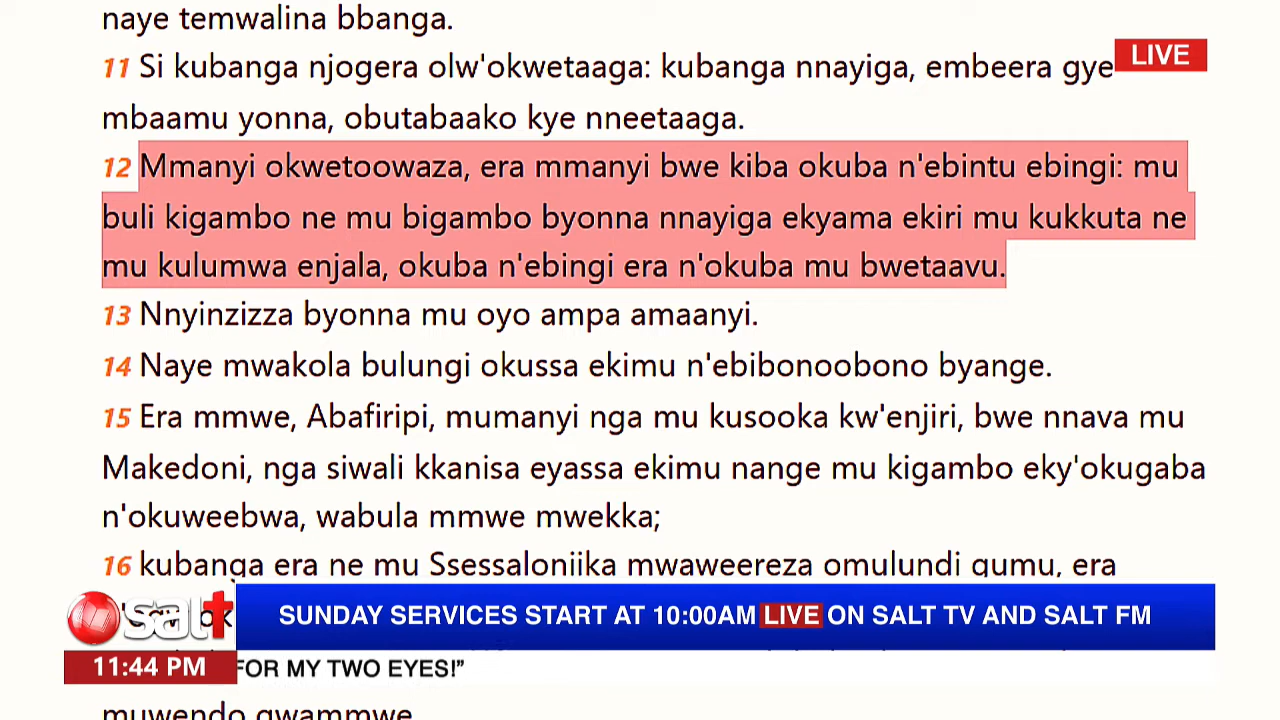 naye temwalina bbanga.
11 Si kubanga njogera olw'okwetaaga: kubanga nnayiga, embeera gye
LIVE
mbaamu yonna, obutabaako kye nneetaaga.
12 Mmanyi okwetoowaza, era mmanyi bwe kiba okuba n'ebintu ebingi: mu
buli kigambo ne mu bigambo byonna nnayiga ekyama ekiri mu kukkuta ne
mu kulumwa enjala, okuba n'ebingi era n'okuba mu bwetaavu.
13 Nnyinzizza byonna mu oyo ampa amaanyi.
14 Naye mwakola bulungi okussa ekimu n'ebibonoobono byange.
15 Era mmwe, Abafiripi, mumanyi nga mu kusooka kw'enjiri, bwe nnava mu
Makedoni, nga siwali kkanisa eyassa ekimu nange mu kigambo eky'okugaba
n'okuweebwa, wabula mmwe mwekka;
16 kubanga era ne mu Ssessaloniika mwaweereza omulundi gumu, era
salt
SUNDAY SERVICES START AT 10:00AM LIVE ON SALT TV AND SALT FM
11:44 PM
FOR MY TWO EYES!”
muwendo gwammwe.